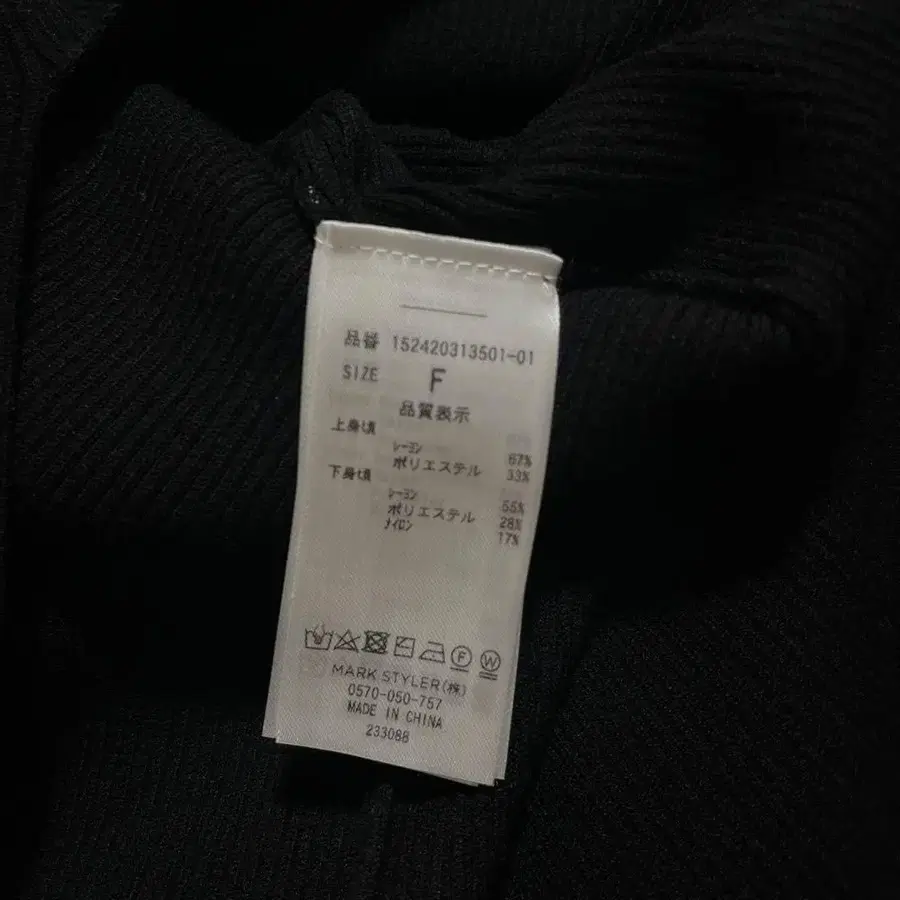 品番 152420313501-01
SIZE F
品質表示
上身頃
レーヨン 67%
ポリエステル 33%
下身頃
レーヨン 55%
ポリエステル 28%
ナイロン 17%
F W
MARK STYLER(株)
0570-050-757
MADE IN CHINA
233088